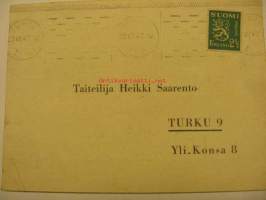 SUOMI
Taiteilija Heikki Saarento
TURKU 9
Yli.Konsa 8